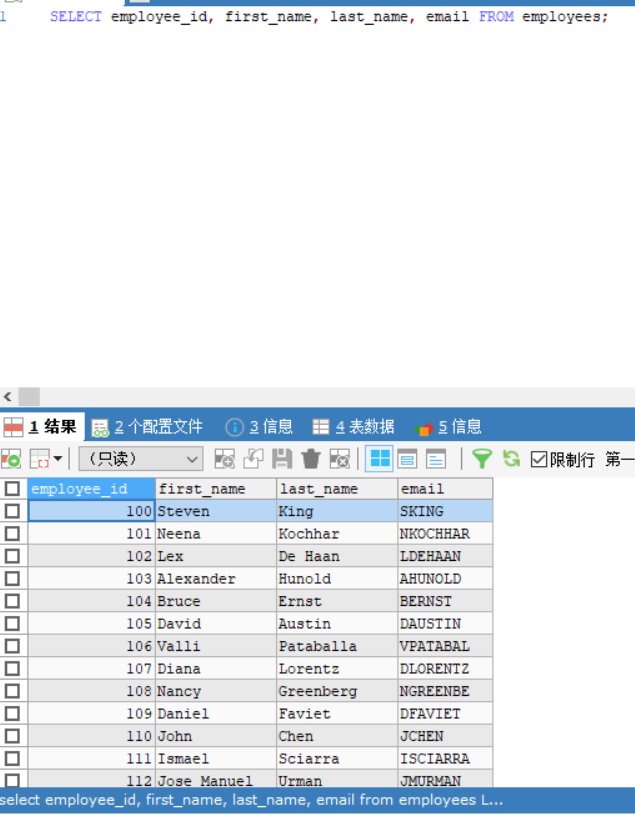 1 SELECT employee_id, first_name, last_name, email FROM employees;
1 结果 2 个配置文件 3 信息 4 表数据 5 信息
（只读） 限制行 第一
employee_id first_name last_name email
100 Steven King SKING
101 Neena Kochhar NKOCHHAR
102 Lex De Haan LDEHAAN
103 Alexander Hunold AHUNOLD
104 Bruce Ernst BERNST
105 David Austin DAUSTIN
106 Valli Pataballa VPATABAL
107 Diana Lorentz DLORENTZ
108 Nancy Greenberg NGREENBE
109 Daniel Faviet DFAVIET
110 John Chen JCHEN
111 Ismael Sciarra ISCIARRA
112 Jose Manuel Urman JMURMAN
select employee_id, first_name, last_name, email from employees L...